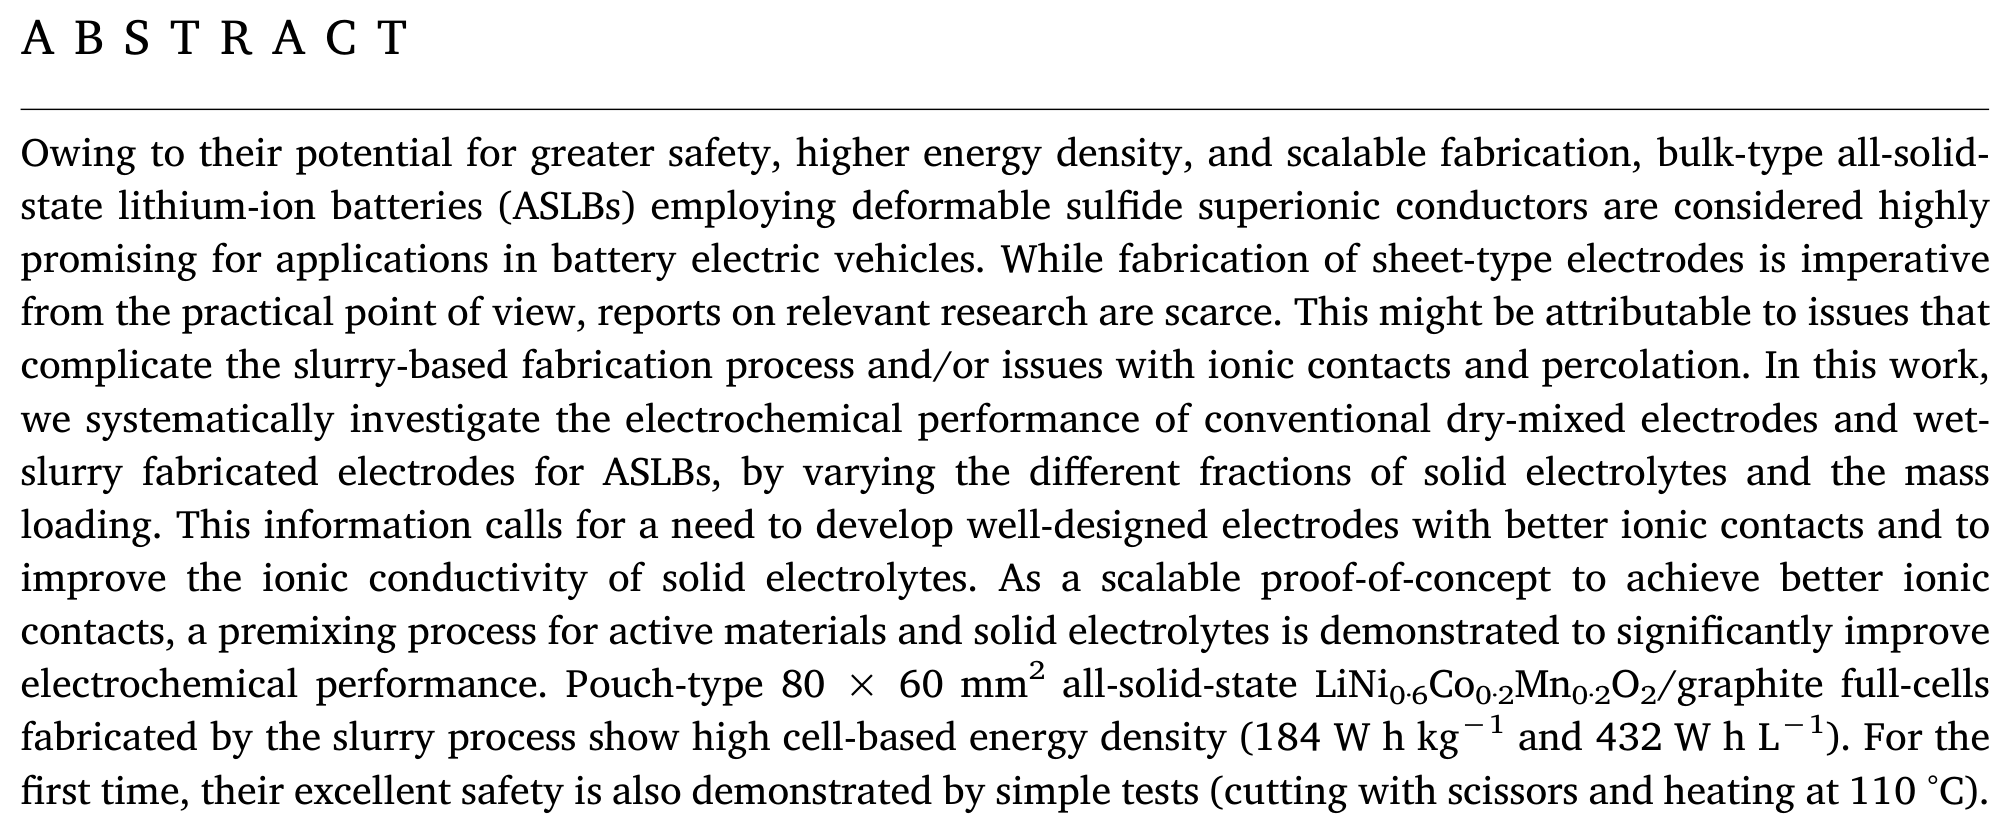 A B S T R A C T
Owing to their potential for greater safety, higher energy density, and scalable fabrication, bulk-type all-solid-
state lithium-ion batteries (ASLBs) employing deformable sulfide superionic conductors are considered highly
promising for applications in battery electric vehicles. While fabrication of sheet-type electrodes is imperative
from the practical point of view, reports on relevant research are scarce. This might be attributable to issues that
complicate the slurry-based fabrication process and/or issues with ionic contacts and percolation. In this work,
we systematically investigate the electrochemical performance of conventional dry-mixed electrodes and wet-
slurry fabricated electrodes for ASLBs, by varying the different fractions of solid electrolytes and the mass
loading. This information calls for a need to develop well-designed electrodes with better ionic contacts and to
improve the ionic conductivity of solid electrolytes. As a scalable proof-of-concept to achieve better ionic
contacts, a premixing process for active materials and solid electrolytes is demonstrated to significantly improve
electrochemical performance. Pouch-type 80 × 60 mm² all-solid-state LiNi₀.₆Co₀.₂Mn₀.₂O₂/graphite full-cells
fabricated by the slurry process show high cell-based energy density (184 W h kg⁻¹ and 432 W h L⁻¹). For the
first time, their excellent safety is also demonstrated by simple tests (cutting with scissors and heating at 110 °C).